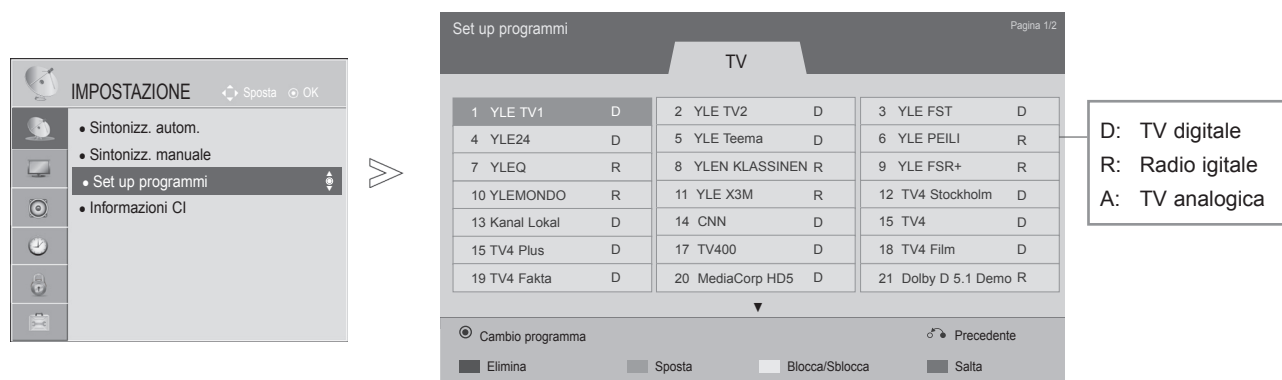 IMPOSTAZIONE Sposta OK
• Sintonizz. autom.
• Sintonizz. manuale
• Set up programmi
• Informazioni CI
Set up programmi Pagina 1/2
TV
1 YLE TV1 D 2 YLE TV2 D 3 YLE FST D
4 YLE24 D 5 YLE Teema D 6 YLE PEILI R
7 YLEQ R 8 YLEN KLASSINEN R 9 YLE FSR+ R
10 YLEMONDO R 11 YLE X3M R 12 TV4 Stockholm D
13 Kanal Lokal D 14 CNN D 15 TV4 D
15 TV4 Plus D 17 TV400 D 18 TV4 Film D
19 TV4 Fakta D 20 MediaCorp HD5 D 21 Dolby D 5.1 Demo R
Cambio programma Precedente
Elimina Sposta Blocca/Sblocca Salta
D: TV digitale
R: Radio igitale
A: TV analogica